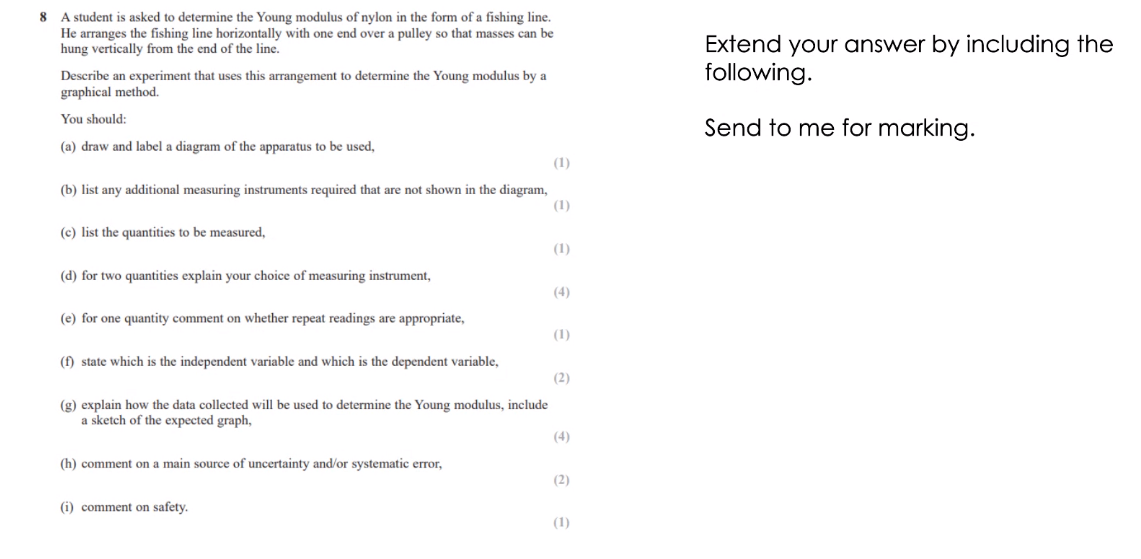 8 A student is asked to determine the Young modulus of nylon in the form of a fishing line.
He arranges the fishing line horizontally with one end over a pulley so that masses can be
hung vertically from the end of the line.
Describe an experiment that uses this arrangement to determine the Young modulus by a
graphical method.
You should:
(a) draw and label a diagram of the apparatus to be used,
(1)
(b) list any additional measuring instruments required that are not shown in the diagram,
(1)
(c) list the quantities to be measured,
(1)
(d) for two quantities explain your choice of measuring instrument,
(4)
(e) for one quantity comment on whether repeat readings are appropriate,
(1)
(f) state which is the independent variable and which is the dependent variable,
(2)
(g) explain how the data collected will be used to determine the Young modulus, include
a sketch of the expected graph,
(4)
(h) comment on a main source of uncertainty and/or systematic error,
(2)
(i) comment on safety.
(1)
Extend your answer by including the
following.
Send to me for marking.